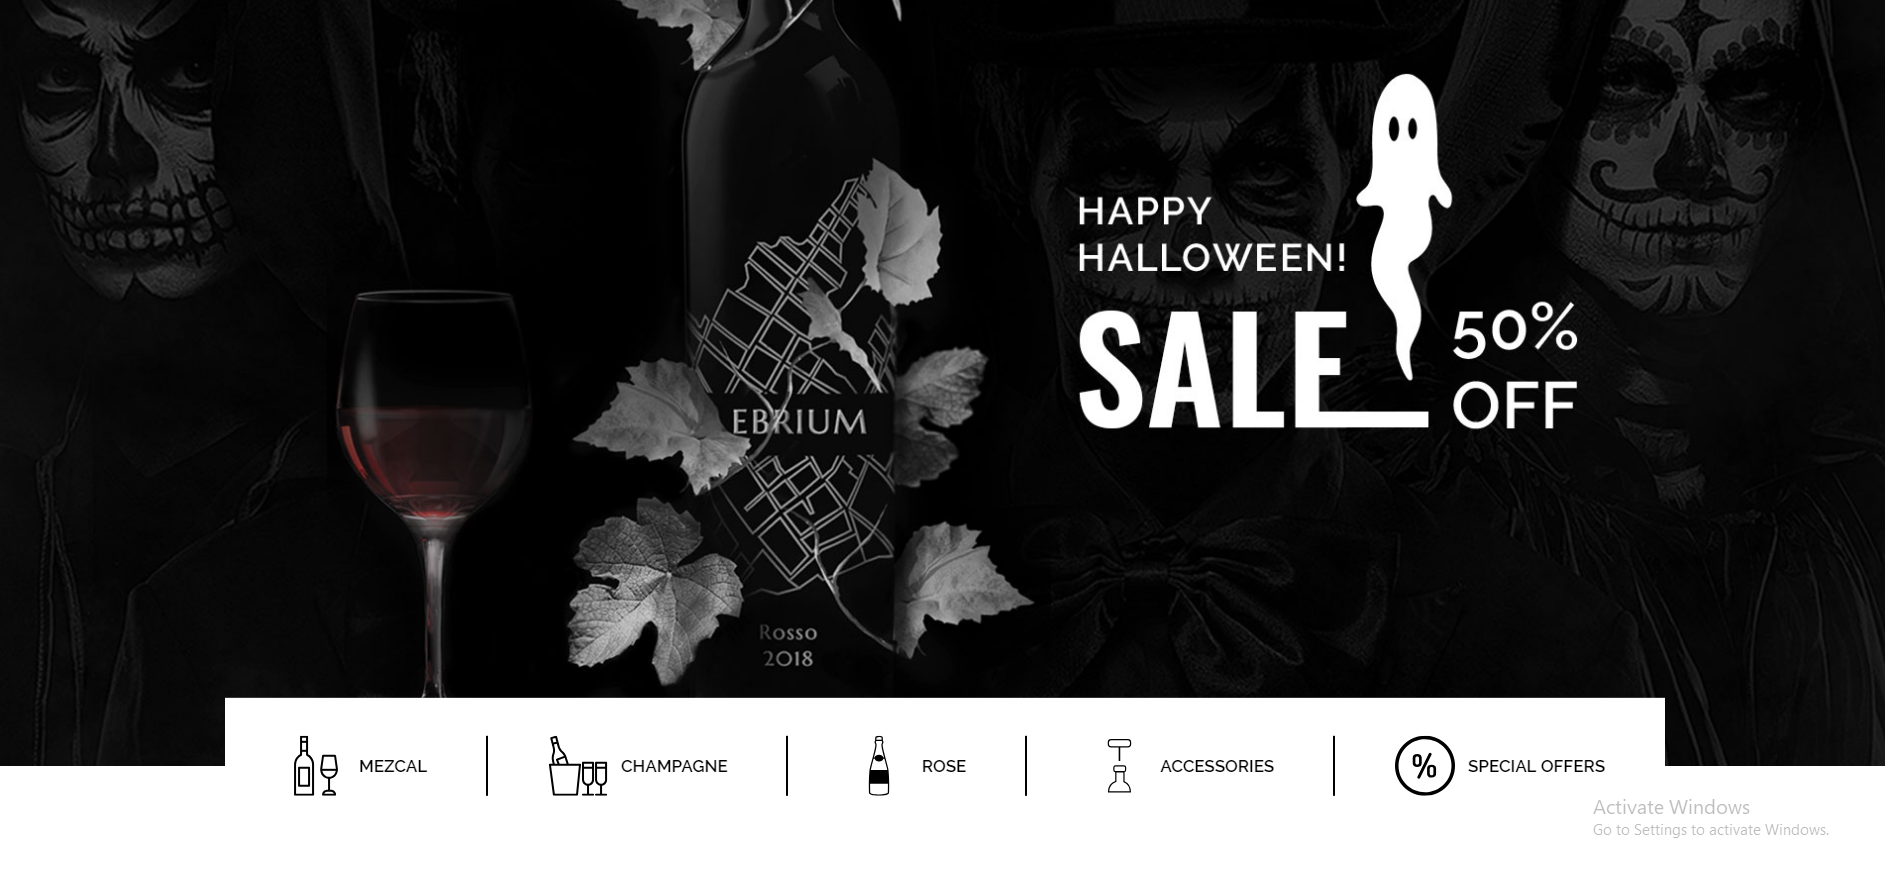 HAPPY
HALLOWEEN!
SALE
50%
OFF
EBRIUM
Rosso
2018
MEZCAL
CHAMPAGNE
ROSE
ACCESSORIES
%
SPECIAL OFFERS
Activate Windows
Go to Settings to activate Windows.